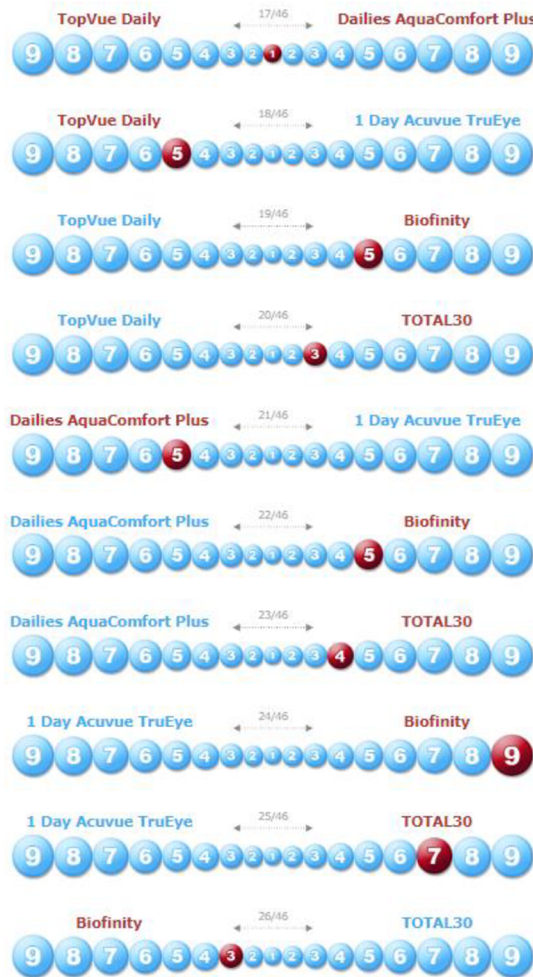 17/46
TopVue Daily Dailies AquaComfort Plus
9 8 7 6 5 4 3 2 1 2 3 4 5 6 7 8 9
18/46
TopVue Daily 1 Day Acuvue TruEye
9 8 7 6 5 4 3 2 1 2 3 4 5 6 7 8 9
19/46
TopVue Daily Biofinity
9 8 7 6 5 4 3 2 1 2 3 4 5 6 7 8 9
20/46
TopVue Daily TOTAL30
9 8 7 6 5 4 3 2 1 2 3 4 5 6 7 8 9
21/46
Dailies AquaComfort Plus 1 Day Acuvue TruEye
9 8 7 6 5 4 3 2 1 2 3 4 5 6 7 8 9
22/46
Dailies AquaComfort Plus Biofinity
9 8 7 6 5 4 3 2 1 2 3 4 5 6 7 8 9
23/46
Dailies AquaComfort Plus TOTAL30
9 8 7 6 5 4 3 2 1 2 3 4 5 6 7 8 9
24/46
1 Day Acuvue TruEye Biofinity
9 8 7 6 5 4 3 2 1 2 3 4 5 6 7 8 9
25/46
1 Day Acuvue TruEye TOTAL30
9 8 7 6 5 4 3 2 1 2 3 4 5 6 7 8 9
26/46
Biofinity TOTAL30
9 8 7 6 5 4 3 2 1 2 3 4 5 6 7 8 9